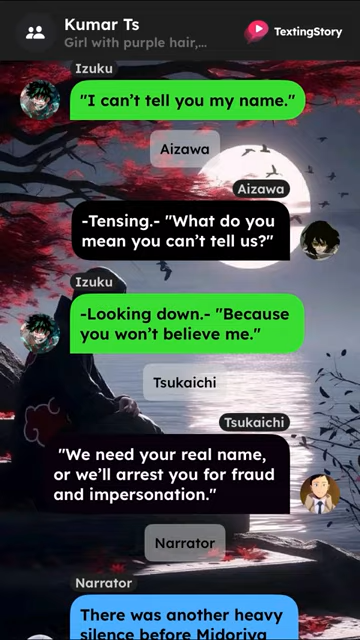 Kumar Ts
Girl with purple hair,...
TextingStory
Izuku
"I can't tell you my name."
Aizawa
Aizawa
-Tensing.- "What do you
mean you can't tell us?"
Izuku
-Looking down.- "Because
you won't believe me."
Tsukaichi
Tsukaichi
"We need your real name,
or we'll arrest you for fraud
and impersonation."
Narrator
Narrator
There was another heavy
silence before Midoriya